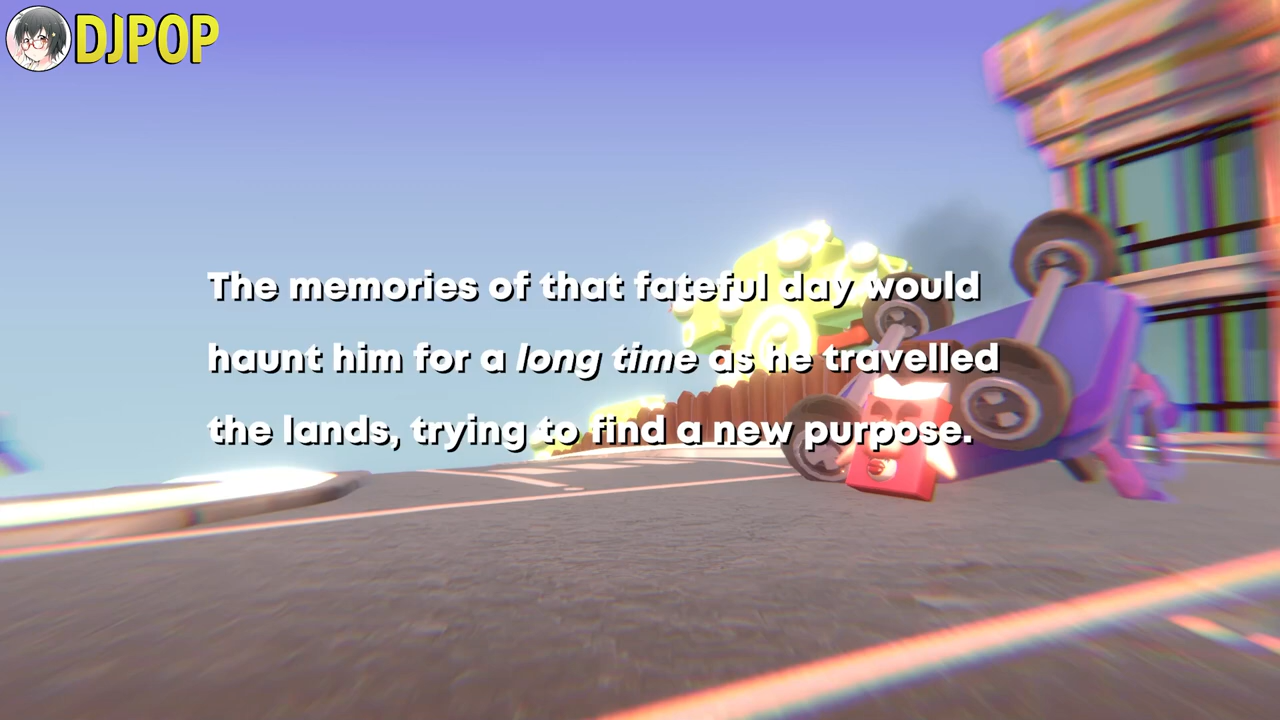 DJPOP
The memories of that fateful day would
haunt him for a long time as he travelled
the lands, trying to find a new purpose.